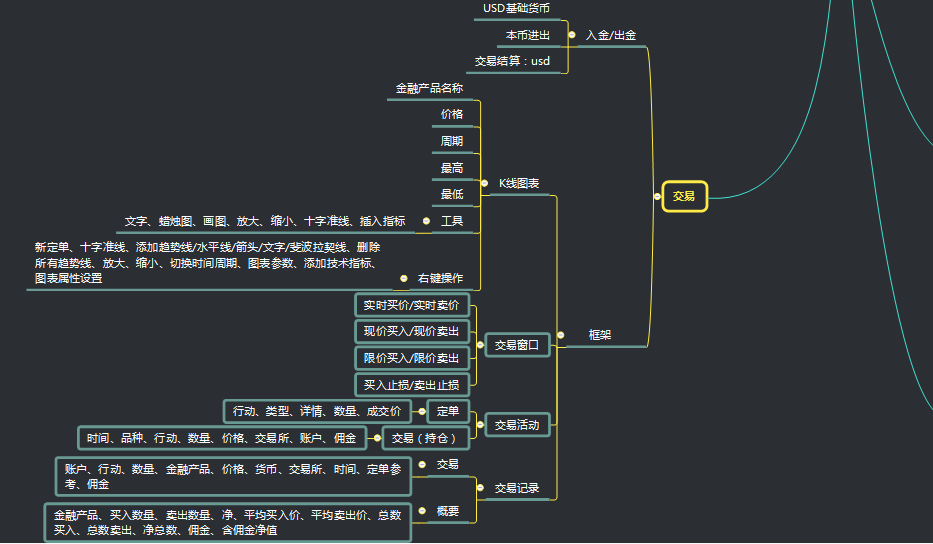 USD基础货币
本币进出
入金/出金
交易结算：usd
金融产品名称
价格
周期
最高
K线图表
最低
交易
文字、蜡烛图、画图、放大、缩小、十字准线、插入指标
工具
新定单、十字准线、添加趋势线/水平线/箭头/文字/斐波拉契线、删除
所有趋势线、放大、缩小、切换时间周期、图表参数、添加技术指标、
图表属性设置
右键操作
实时买价/实时卖价
现价买入/现价卖出
交易窗口
框架
限价买入/限价卖出
买入止损/卖出止损
行动、类型、详情、数量、成交价
定单
交易活动
时间、品种、行动、数量、价格、交易所、账户、佣金
交易（持仓）
账户、行动、数量、金融产品、价格、货币、交易所、时间、定单参
考、佣金
交易
交易记录
金融产品、买入数量、卖出数量、净、平均买入价、平均卖出价、总数
买入、总数卖出、净总数、佣金、含佣金净值
概要